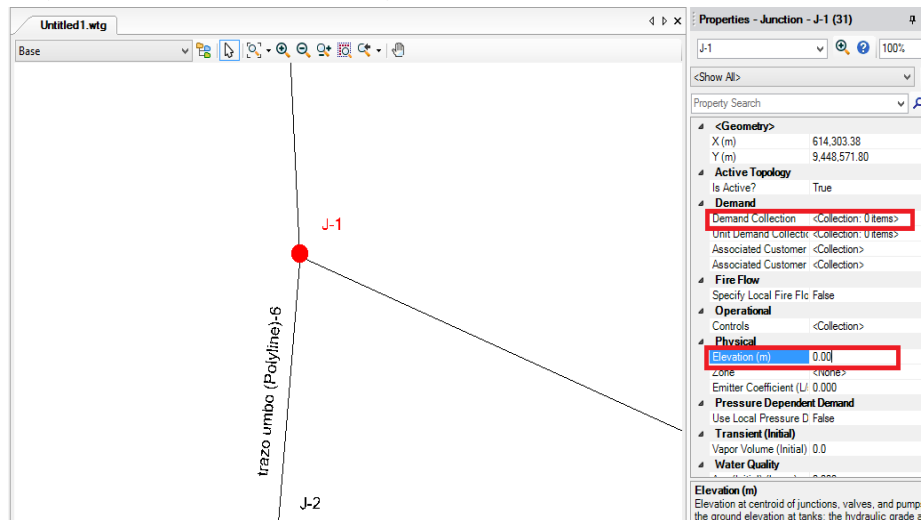 Untitled1.wtg
Base
J-1
trazo umbo (Polyline)-6
J-2
Properties - Junction - J-1 (31)
J-1
100%
<Show All>
Property Search
<Geometry>
X (m) 614,303.38
Y (m) 9,448,571.80
Active Topology
Is Active? True
Demand
Demand Collection <Collection: 0 items>
Unit Demand Collectic <Collection: 0 items>
Associated Customer <Collection>
Associated Customer <Collection>
Fire Flow
Specify Local Fire Flc False
Operational
Controls <Collection>
Physical
Elevation (m) 0.00
Zone <None>
Emitter Coefficient (L/ 0.000
Pressure Dependent Demand
Use Local Pressure D False
Transient (Initial)
Vapor Volume (Initial) 0.0
Water Quality
Elevation (m)
Elevation at centroid of junctions, valves, and pump
the ground elevation at tanks; the hydraulic grade a